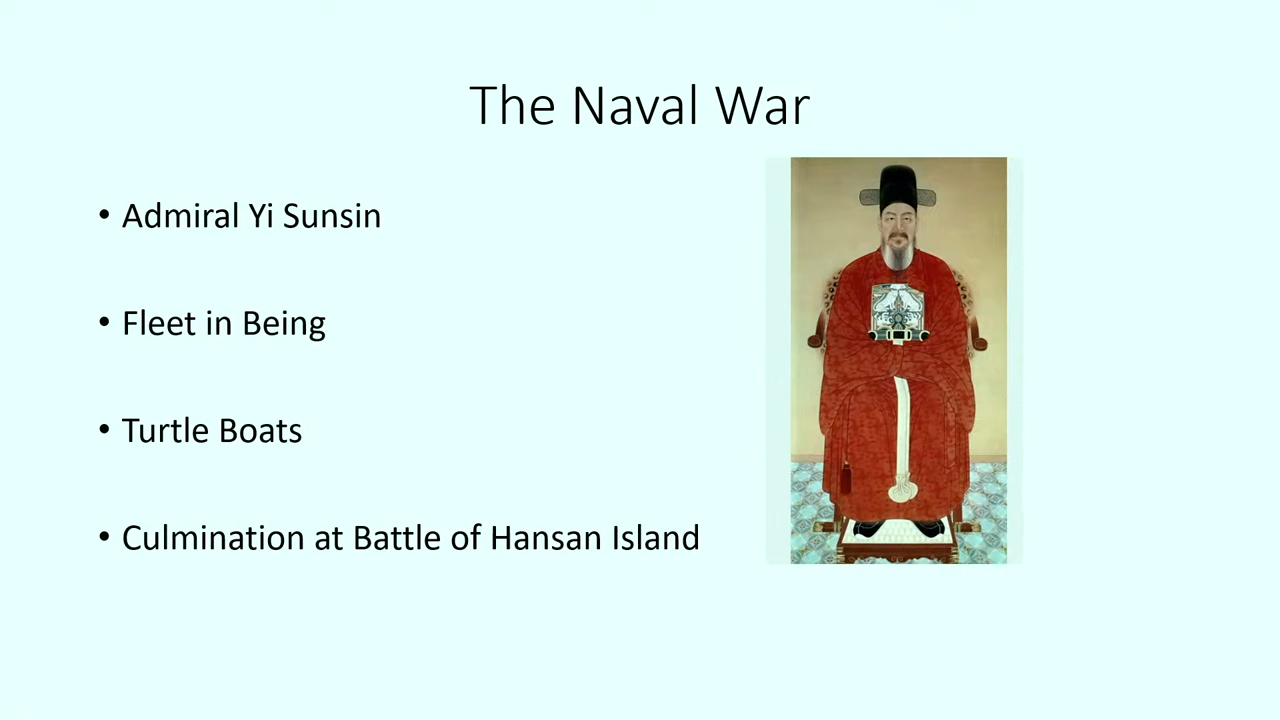 The Naval War
• Admiral Yi Sunsin
• Fleet in Being
• Turtle Boats
• Culmination at Battle of Hansan Island